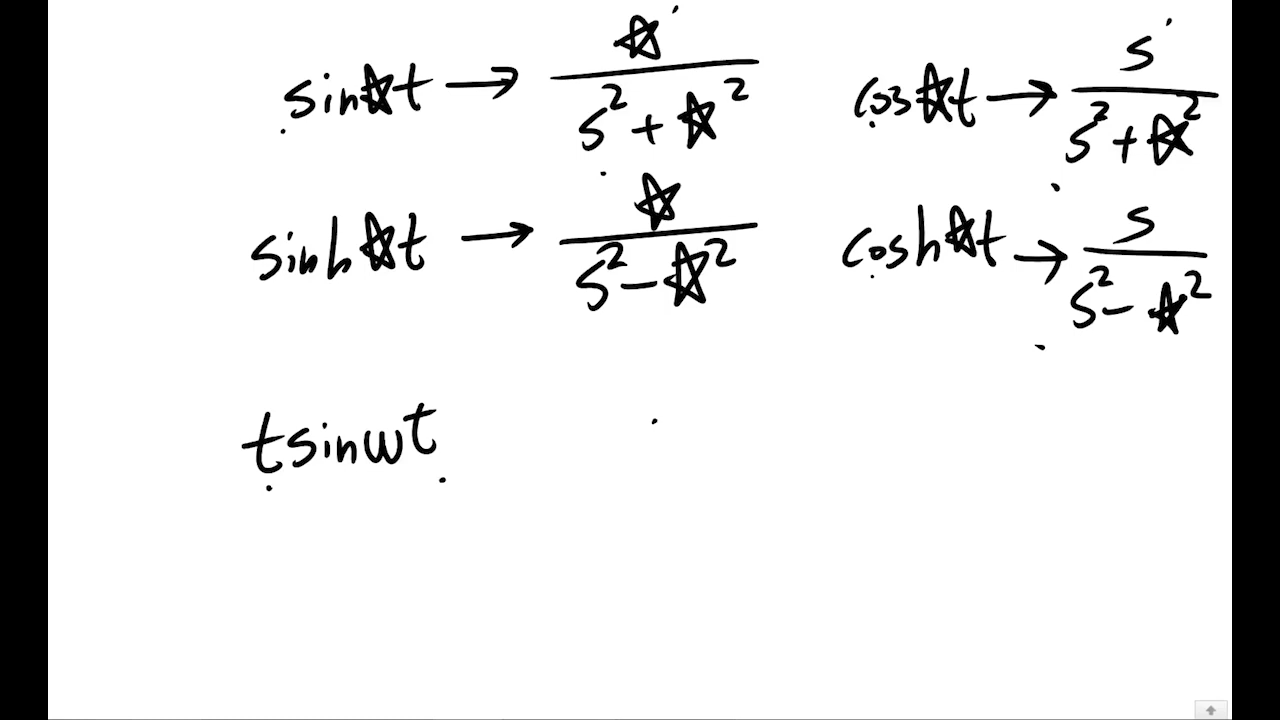 sin☆t → ☆/(s²+☆²)   cos☆t → s/(s²+☆²)
sinh☆t → ☆/(s²-☆²)   cosh☆t → s/(s²-☆²)
tsinωt